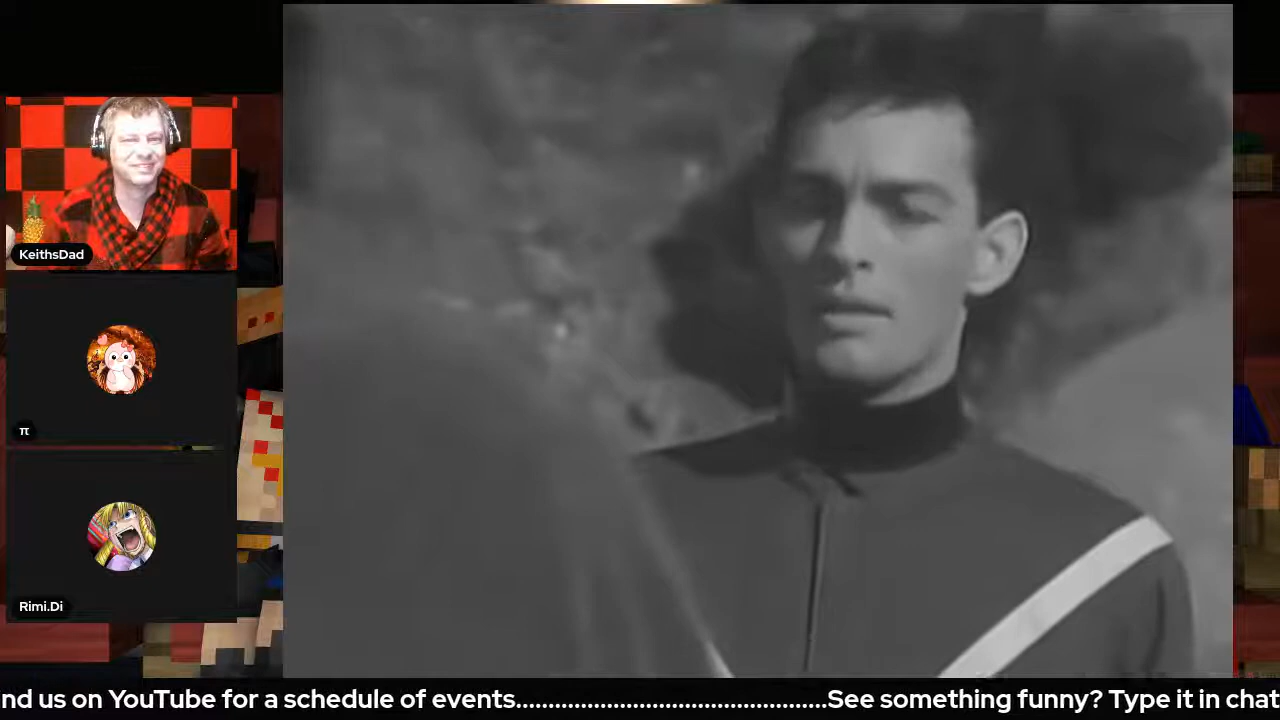 KeithsDad
π
Rimi.Di
nd us on YouTube for a schedule of events................................................See something funny? Type it in chat